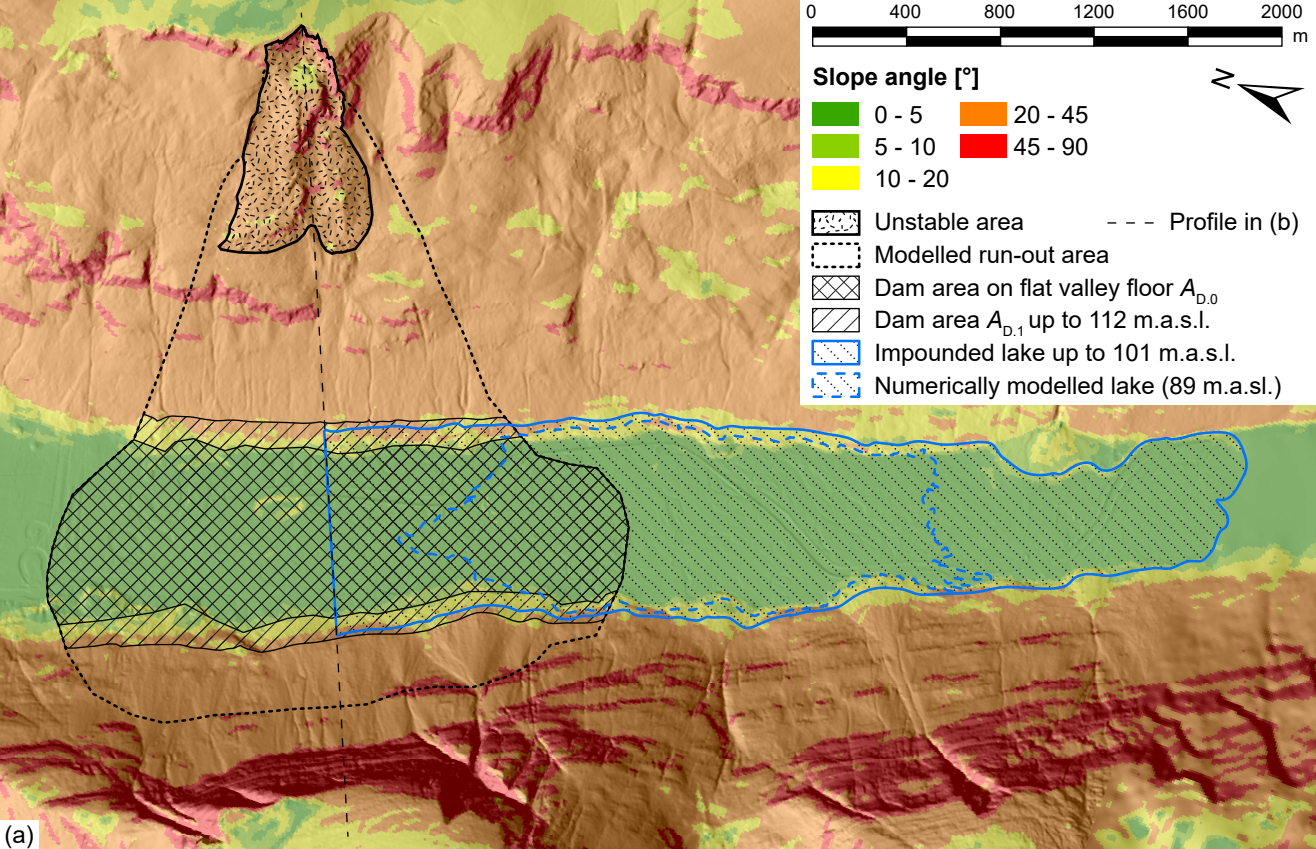 0 400 800 1200 1600 2000
m
Slope angle [°]
N
0 - 5 20 - 45
5 - 10 45 - 90
10 - 20
Unstable area Profile in (b)
Modelled run-out area
Dam area on flat valley floor A_D.0
Dam area A_D.1 up to 112 m.a.s.l.
Impounded lake up to 101 m.a.s.l.
Numerically modelled lake (89 m.a.sl.)
(a)